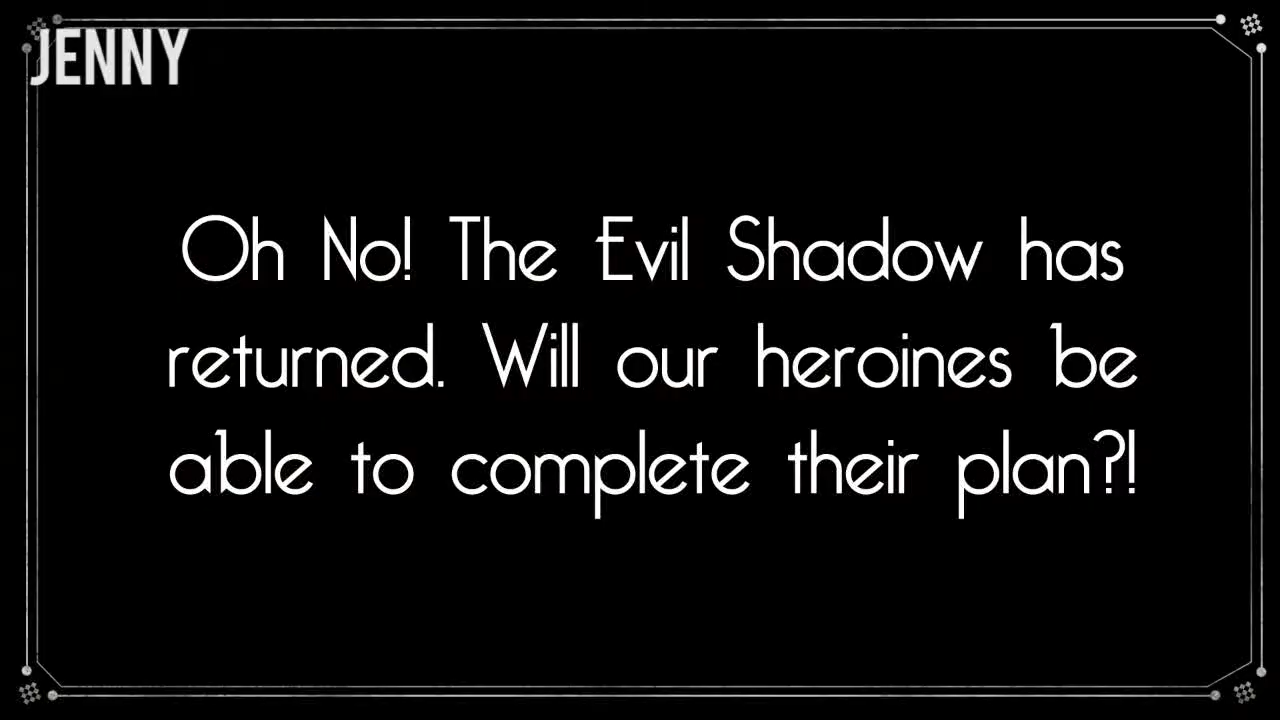 JENNY
Oh No! The Evil Shadow has
returned. Will our heroines be
able to complete their plan?!